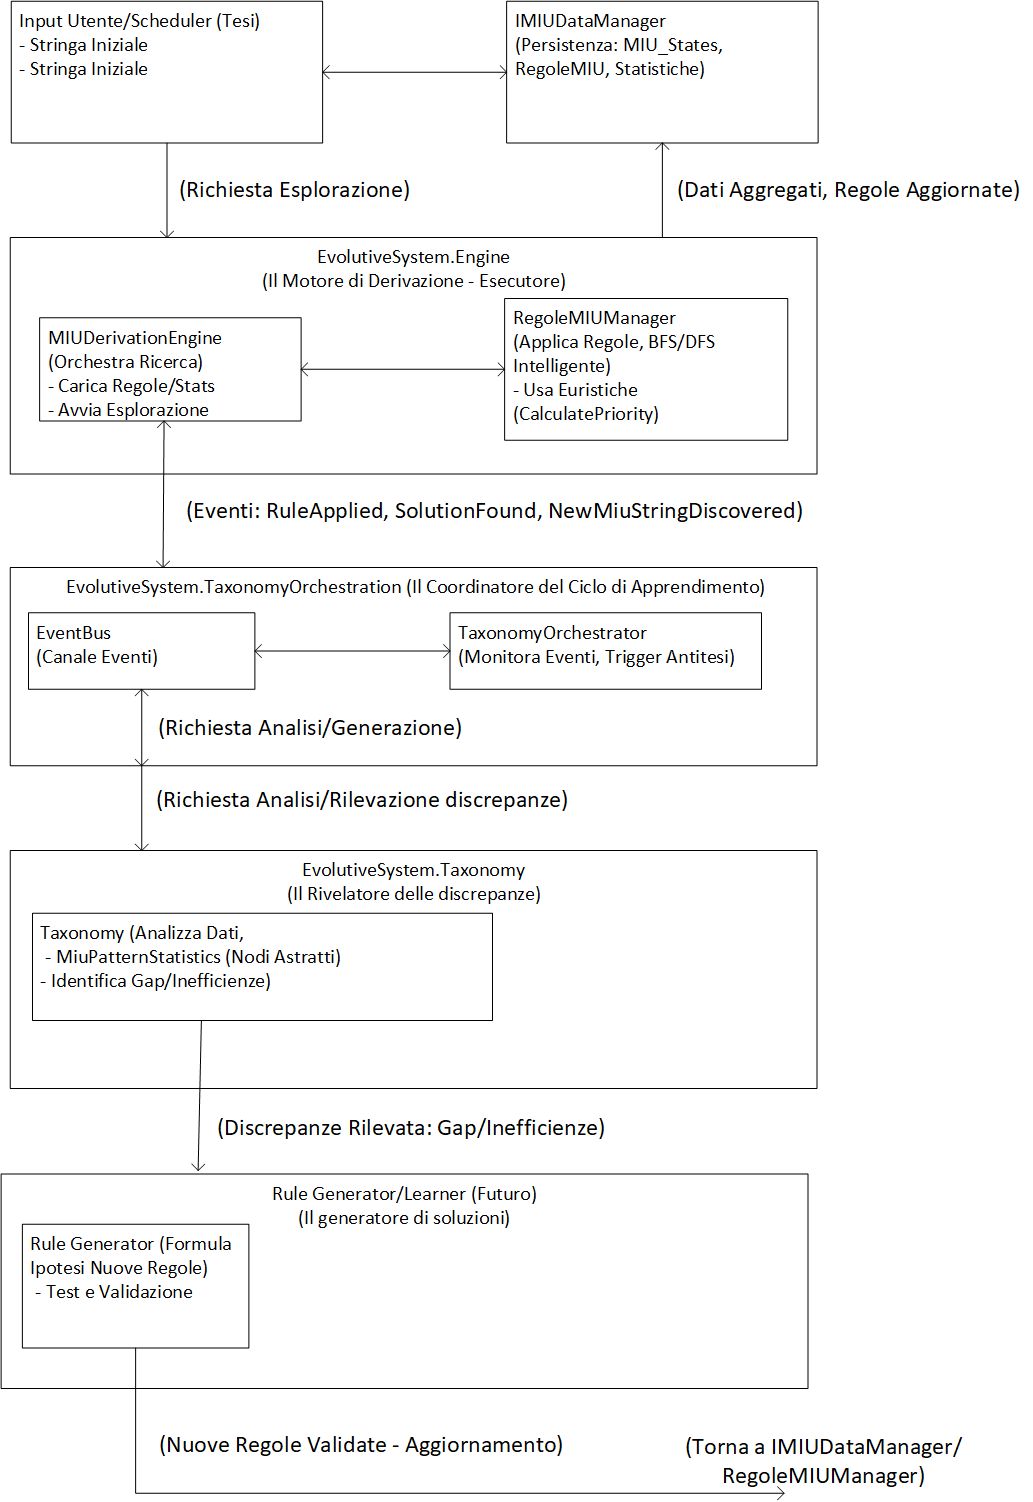 Input Utente/Scheduler (Tesi)
- Stringa Iniziale
- Stringa Iniziale
IMIUDataManager
(Persistenza: MIU_States,
RegoleMIU, Statistiche)
(Richiesta Esplorazione)
(Dati Aggregati, Regole Aggiornate)
EvolutiveSystem.Engine
(Il Motore di Derivazione - Esecutore)
MIUDerivationEngine
(Orchestra Ricerca)
- Carica Regole/Stats
- Avvia Esplorazione
RegoleMIUManager
(Applica Regole, BFS/DFS
Intelligente)
- Usa Euristiche
(CalculatePriority)
(Eventi: RuleApplied, SolutionFound, NewMiuStringDiscovered)
EvolutiveSystem.TaxonomyOrchestration (Il Coordinatore del Ciclo di Apprendimento)
EventBus
(Canale Eventi)
TaxonomyOrchestrator
(Monitora Eventi, Trigger Antitesi)
(Richiesta Analisi/Generazione)
(Richiesta Analisi/Rilevazione discrepanze)
EvolutiveSystem.Taxonomy
(Il Rivelatore delle discrepanze)
Taxonomy (Analizza Dati,
- MiuPatternStatistics (Nodi Astratti)
- Identifica Gap/Inefficienze)
(Discrepanze Rilevata: Gap/Inefficienze)
Rule Generator/Learner (Futuro)
(Il generatore di soluzioni)
Rule Generator (Formula
Ipotesi Nuove Regole)
- Test e Validazione
(Nuove Regole Validate - Aggiornamento)
(Torna a IMIUDataManager/
RegoleMIUManager)